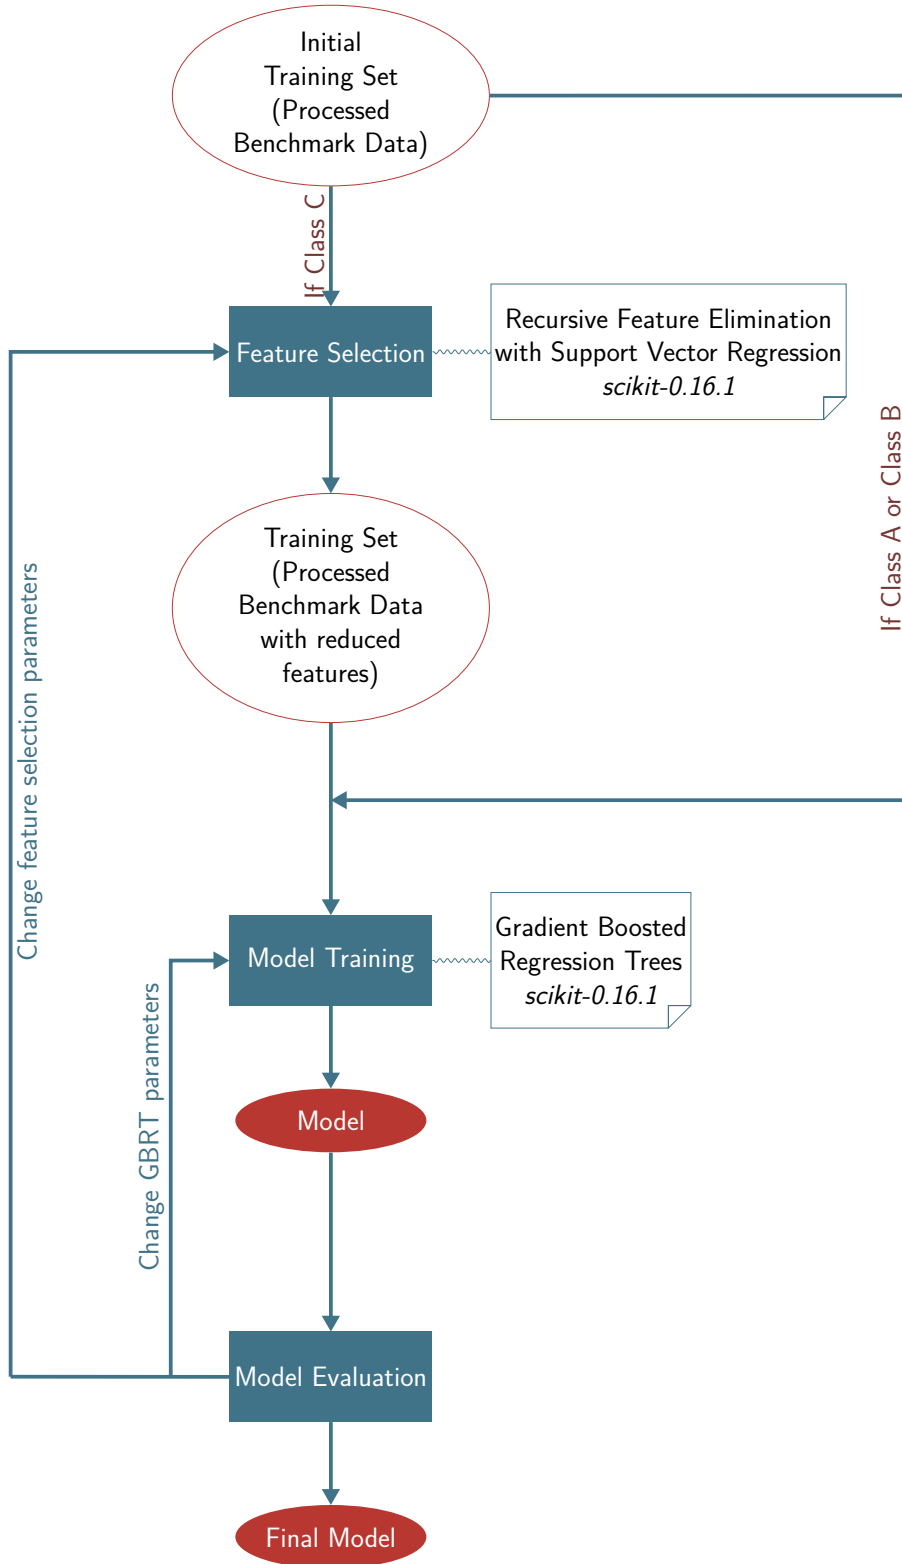 Initial
Training Set
(Processed
Benchmark Data)
If Class C
Feature Selection
Recursive Feature Elimination
with Support Vector Regression
scikit-0.16.1
If Class A or Class B
Training Set
(Processed
Benchmark Data
with reduced
features)
Change feature selection parameters
Model Training
Gradient Boosted
Regression Trees
scikit-0.16.1
Change GBRT parameters
Model
Model Evaluation
Final Model